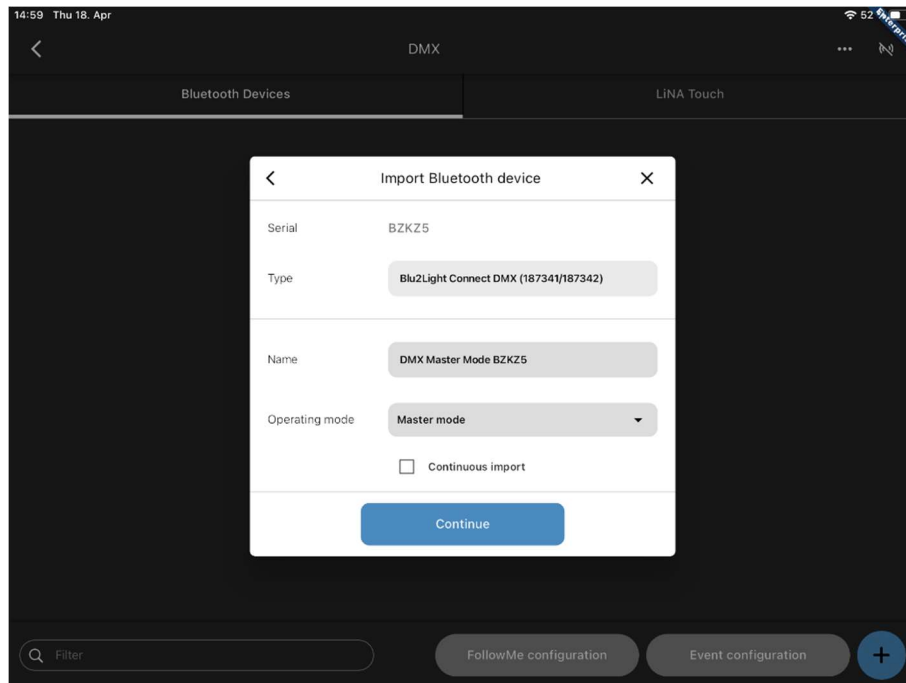 14:59 Thu 18. Apr
52
DMX
Bluetooth Devices
LiNA Touch
Import Bluetooth device
Serial
BZKZ5
Type
Blu2Light Connect DMX (187341/187342)
Name
DMX Master Mode BZKZ5
Operating mode
Master mode
Continuous import
Continue
Filter
FollowMe configuration
Event configuration